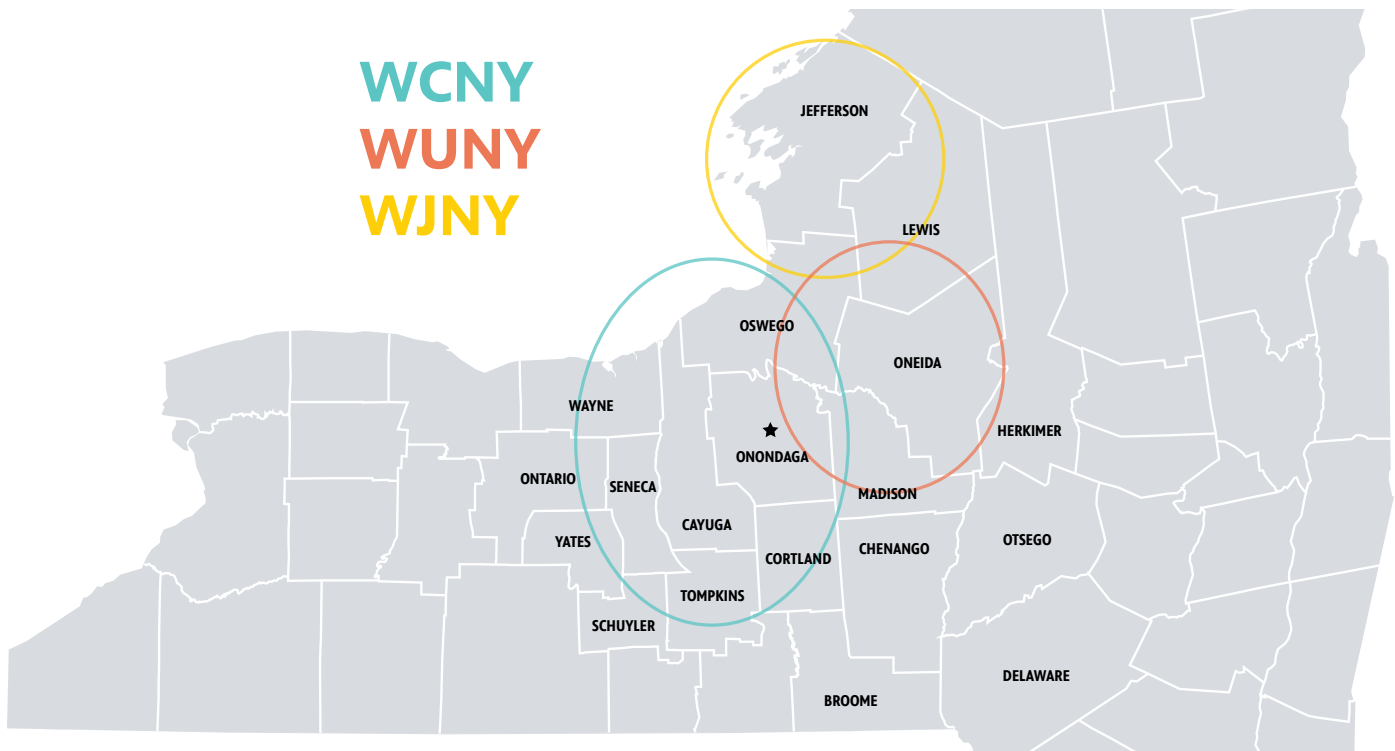 WCNY
WUNY
WJNY
JEFFERSON
LEWIS
OSWEGO
ONEIDA
WAYNE
HERKIMER
ONONDAGA
ONTARIO
SENECA
MADISON
CAYUGA
YATES
CORTLAND
CHENANGO
OTSEGO
TOMPKINS
SCHUYLER
DELAWARE
BROOME